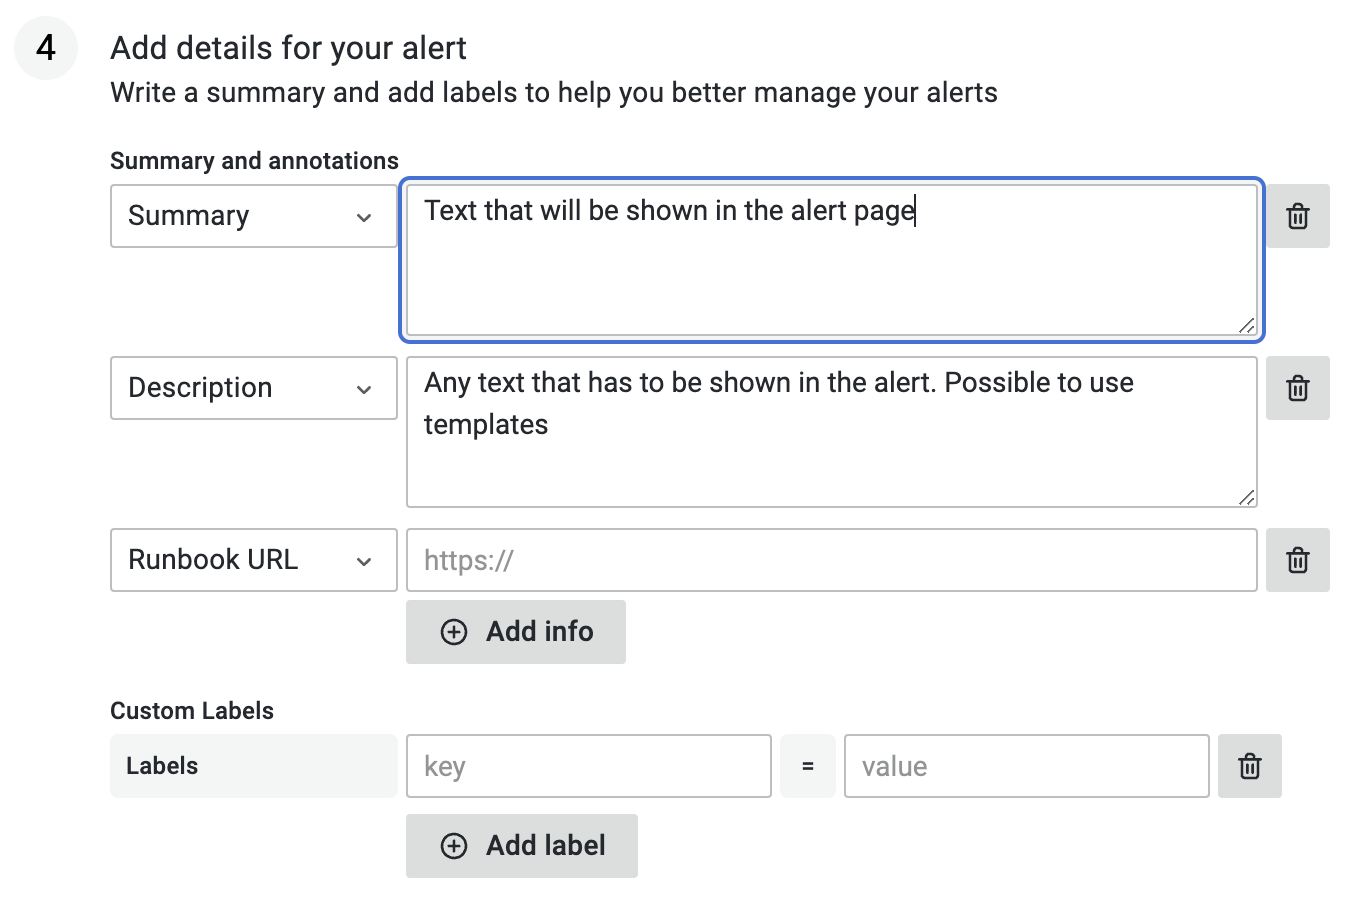 4
Add details for your alert
Write a summary and add labels to help you better manage your alerts
Summary and annotations
Summary
Text that will be shown in the alert page
Description
Any text that has to be shown in the alert. Possible to use
templates
Runbook URL
https://
Add info
Custom Labels
Labels
key
=
value
Add label